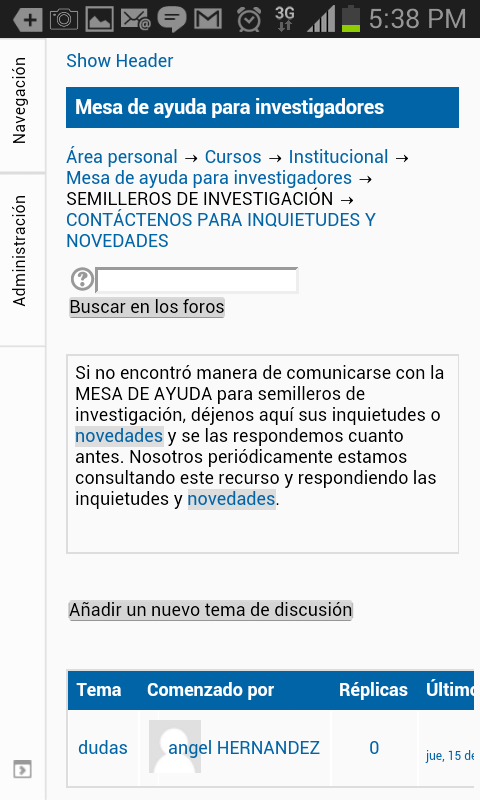 3G
5:38 PM
Navegación
Administración
Show Header
Mesa de ayuda para investigadores
Área personal → Cursos → Institucional →
Mesa de ayuda para investigadores →
SEMILLEROS DE INVESTIGACIÓN →
CONTÁCTENOS PARA INQUIETUDES Y
NOVEDADES
Buscar en los foros
Si no encontró manera de comunicarse con la
MESA DE AYUDA para semilleros de
investigación, déjenos aquí sus inquietudes o
novedades y se las respondemos cuanto
antes. Nosotros periódicamente estamos
consultando este recurso y respondiendo las
inquietudes y novedades.
Añadir un nuevo tema de discusión
Tema Comenzado por Réplicas Último
dudas angel HERNANDEZ 0 jue, 15 de